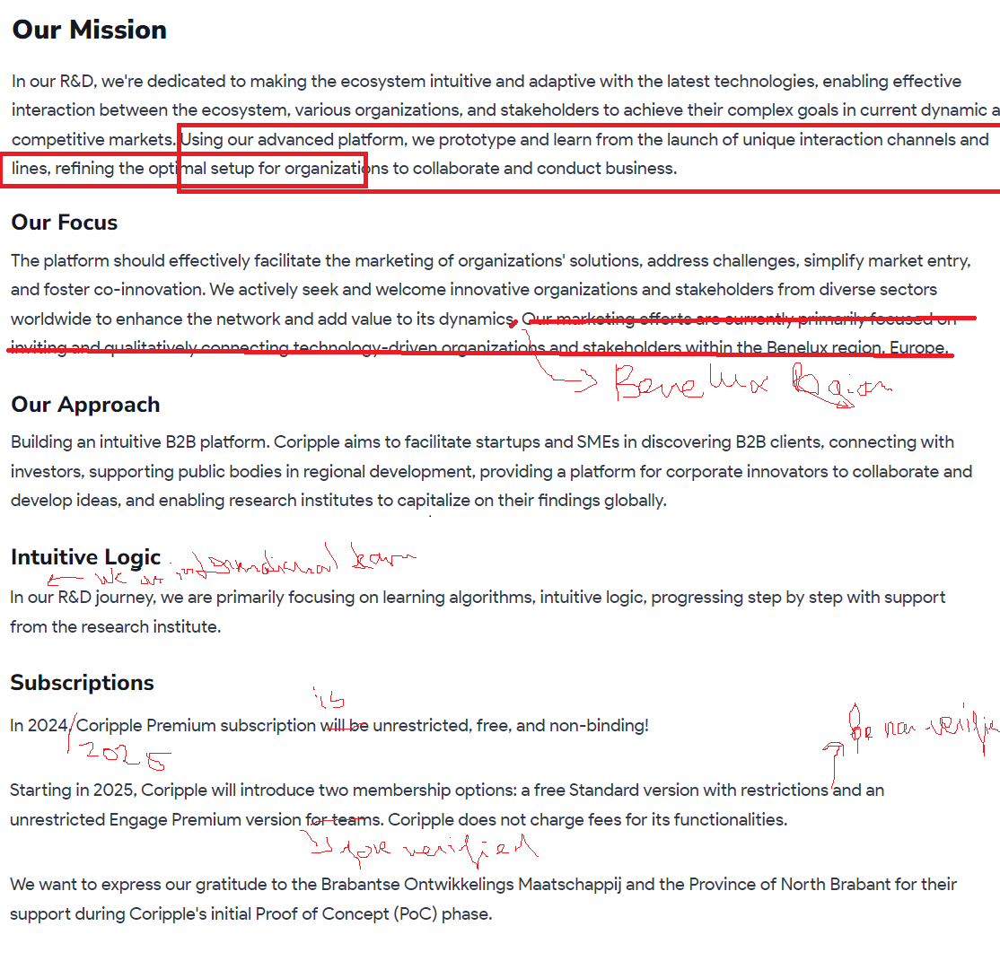 Our Mission
In our R&D, we're dedicated to making the ecosystem intuitive and adaptive with the latest technologies, enabling effective
interaction between the ecosystem, various organizations, and stakeholders to achieve their complex goals in current dynamic a
competitive markets. Using our advanced platform, we prototype and learn from the launch of unique interaction channels and
lines, refining the optimal setup for organizations to collaborate and conduct business.
Our Focus
The platform should effectively facilitate the marketing of organizations' solutions, address challenges, simplify market entry,
and foster co-innovation. We actively seek and welcome innovative organizations and stakeholders from diverse sectors
worldwide to enhance the network and add value to its dynamics. Our marketing efforts are currently primarily focused on
inviting and qualitatively connecting technology-driven organizations and stakeholders within the Benelux region, Europe.
Benelux Region
Our Approach
Building an intuitive B2B platform. Coripple aims to facilitate startups and SMEs in discovering B2B clients, connecting with
investors, supporting public bodies in regional development, providing a platform for corporate innovators to collaborate and
develop ideas, and enabling research institutes to capitalize on their findings globally.
Intuitive Logic
We
team
In our R&D journey, we are primarily focusing on learning algorithms, intuitive logic, progressing step by step with support
from the research institute.
Subscriptions
is
In 2024/ Coripple Premium subscription will be unrestricted, free, and non-binding!
2025
for non verifie
Starting in 2025, Coripple will introduce two membership options: a free Standard version with restrictions and an
unrestricted Engage Premium version for teams. Coripple does not charge fees for its functionalities.
for verified
We want to express our gratitude to the Brabantse Ontwikkelings Maatschappij and the Province of North Brabant for their
support during Coripple's initial Proof of Concept (PoC) phase.